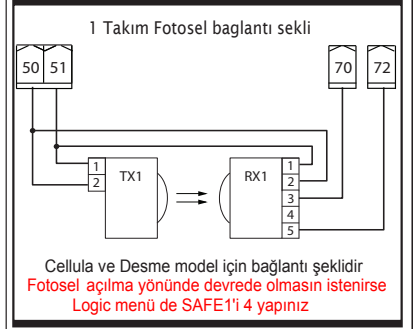 1 Takım Fotosel baglantı sekli
50 51 70 72
1
2
TX1
RX1
1
2
3
4
5
Cellula ve Desme model için bağlantı şeklidir
Fotosel açılma yönünde devrede olmasın istenirse
Logic menü de SAFE1'i 4 yapınız